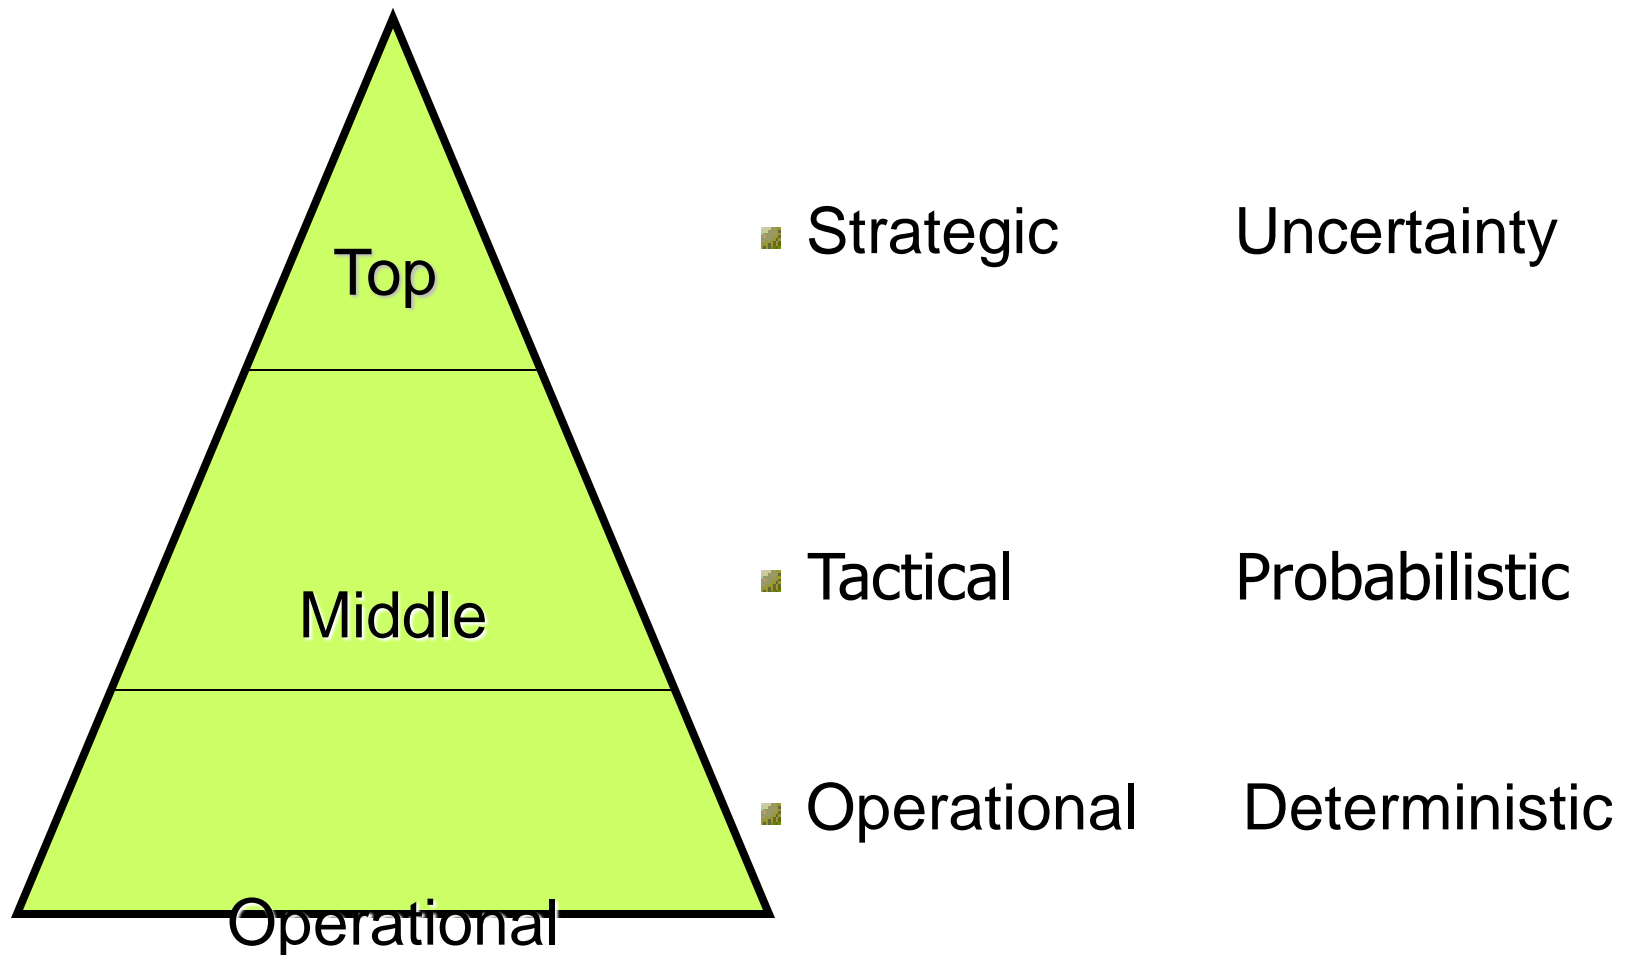 Strategic Uncertainty
Top
Tactical Probabilistic
Middle
Operational Deterministic
Operational